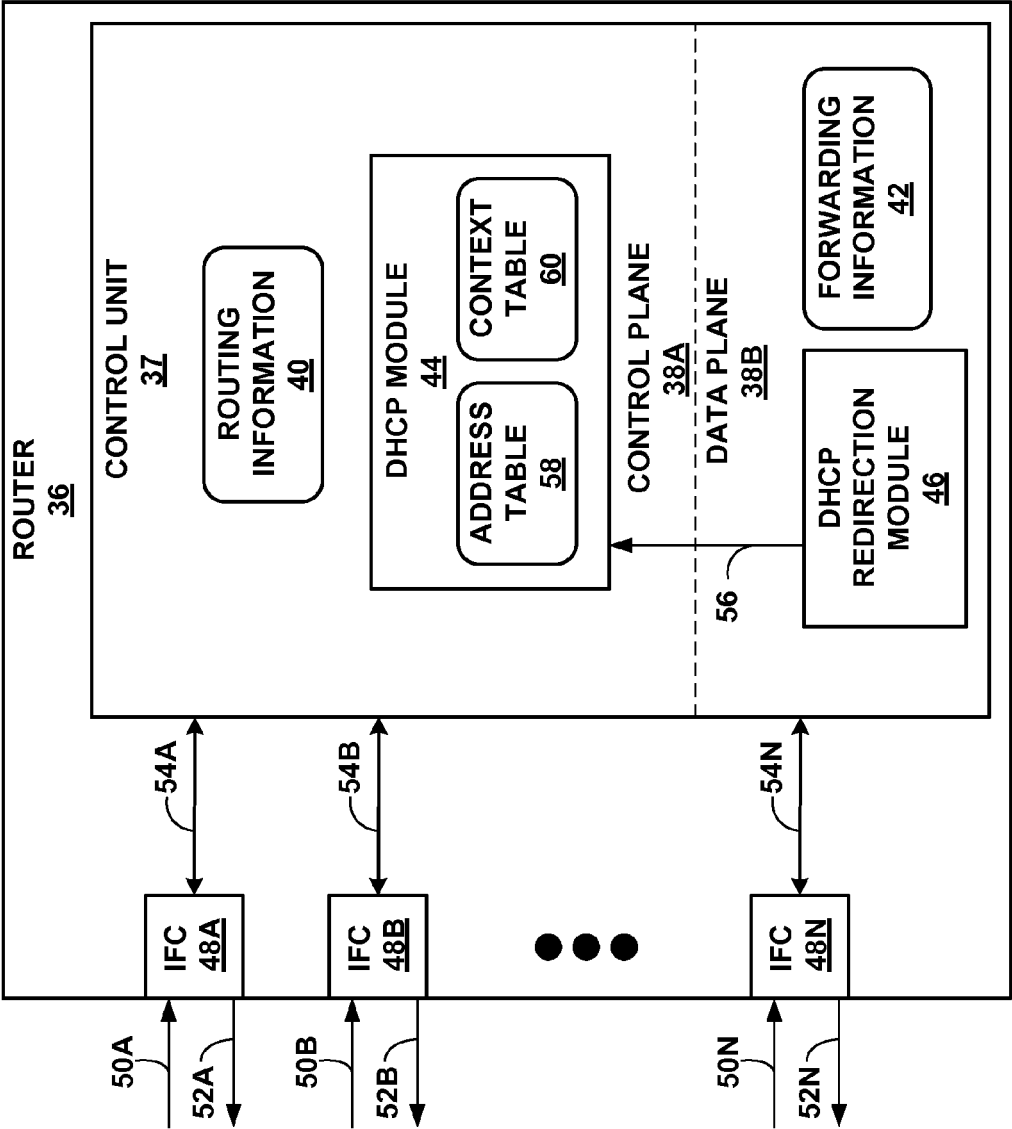 ROUTER
36
CONTROL UNIT
37
ROUTING
INFORMATION
40
DHCP MODULE
44
ADDRESS
TABLE
58
CONTEXT
TABLE
60
CONTROL PLANE
38A
DATA PLANE
38B
56
DHCP
REDIRECTION
MODULE
46
FORWARDING
INFORMATION
42
54A
54B
54N
IFC
48A
IFC
48B
IFC
48N
50A
52A
50B
52B
50N
52N